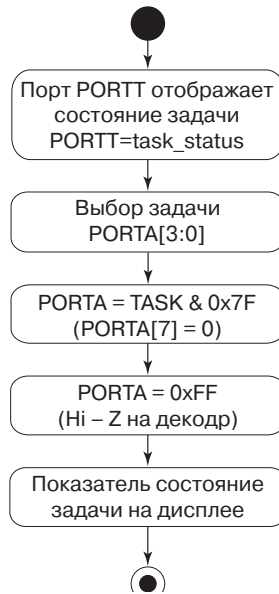 Порт PORTT отображает
состояние задачи
PORTT=task_status
Выбор задачи
PORTA[3:0]
PORTA = TASK & 0x7F
(PORTA[7] = 0)
PORTA = 0xFF
(Hi – Z на декодр)
Показатель состояние
задачи на дисплее